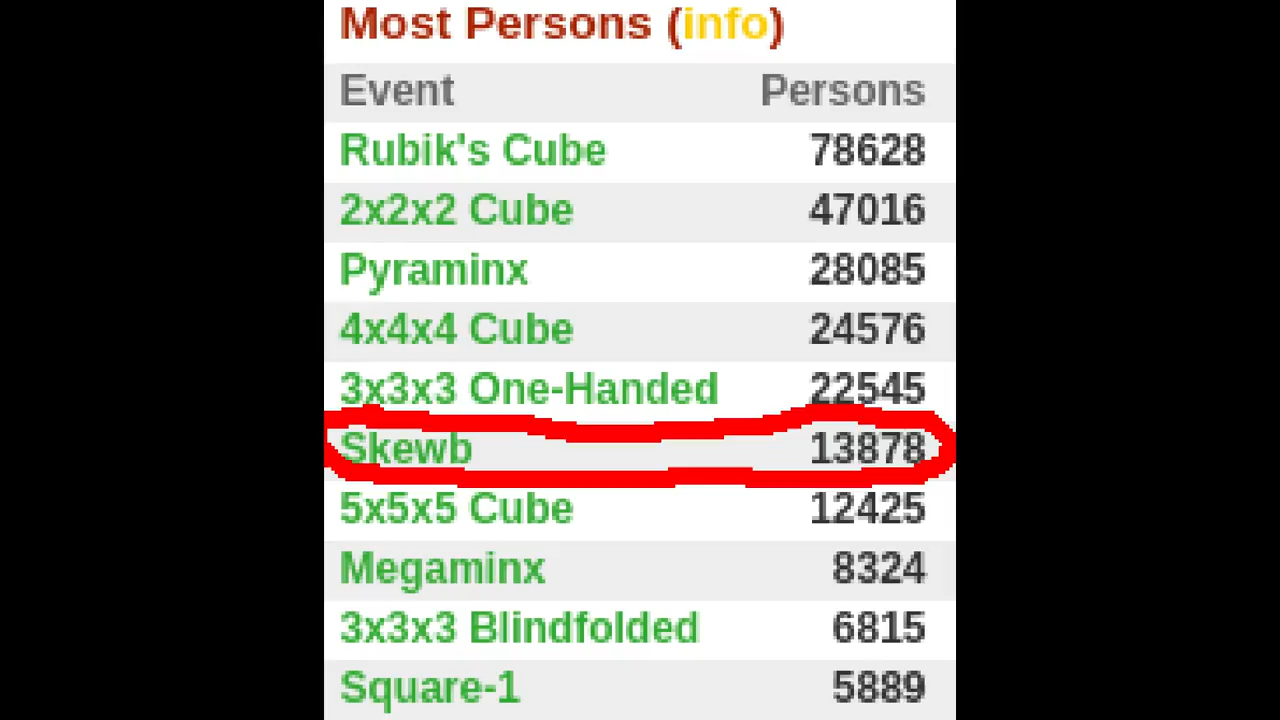 Most Persons (info)
Event Persons
Rubik's Cube 78628
2x2x2 Cube 47016
Pyraminx 28085
4x4x4 Cube 24576
3x3x3 One-Handed 22545
Skewb 13878
5x5x5 Cube 12425
Megaminx 8324
3x3x3 Blindfolded 6815
Square-1 5889